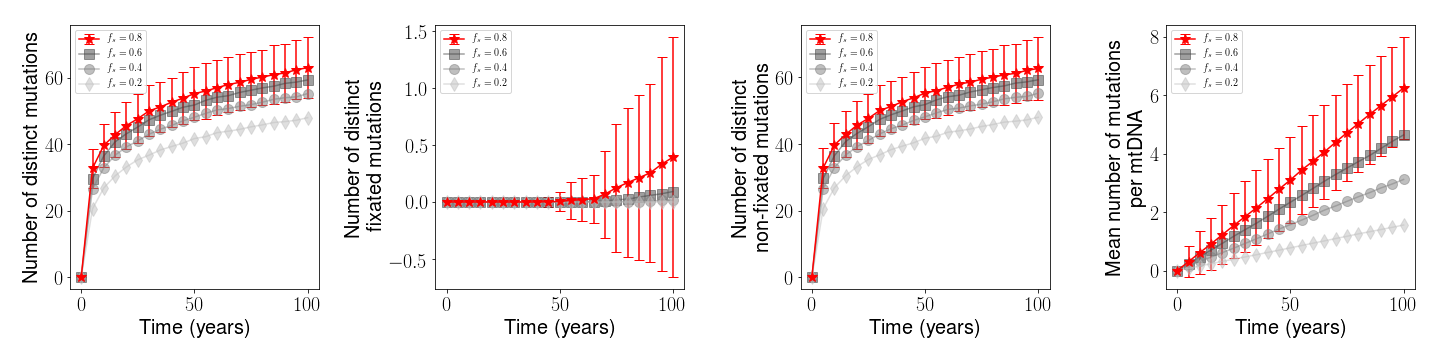 Number of distinct mutations
60
40
20
0
f_s = 0.8
f_s = 0.6
f_s = 0.4
f_s = 0.2
0 50 100
Time (years)
Number of distinct
fixated mutations
1.5
1.0
0.5
0.0
−0.5
f_s = 0.8
f_s = 0.6
f_s = 0.4
f_s = 0.2
0 50 100
Time (years)
Number of distinct
non-fixated mutations
60
40
20
0
f_s = 0.8
f_s = 0.6
f_s = 0.4
f_s = 0.2
0 50 100
Time (years)
Mean number of mutations
per mtDNA
8
6
4
2
0
f_s = 0.8
f_s = 0.6
f_s = 0.4
f_s = 0.2
0 50 100
Time (years)